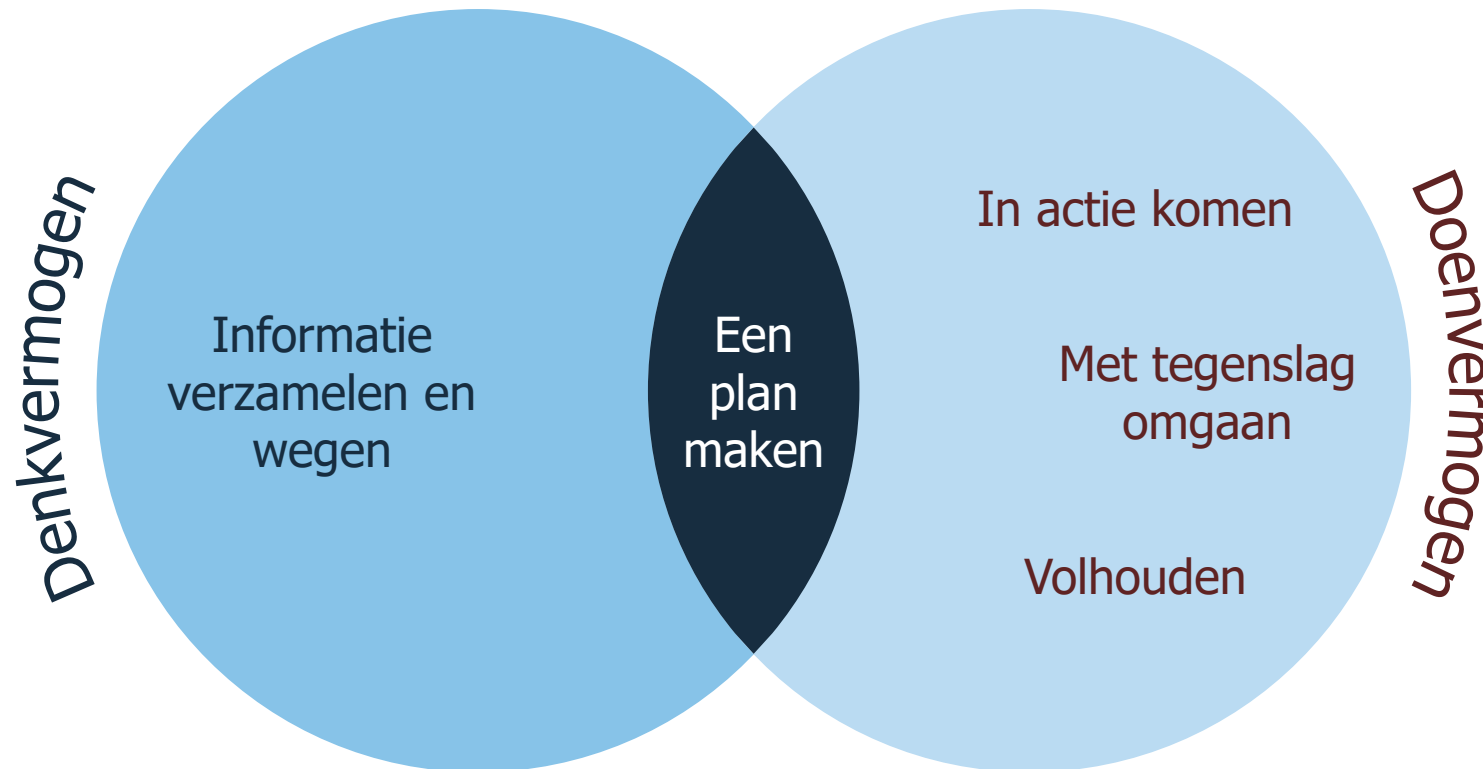 Denkvermogen
Informatie
verzamelen en
wegen
Een
plan
maken
In actie komen
Met tegenslag
omgaan
Volhouden
Doenvermogen